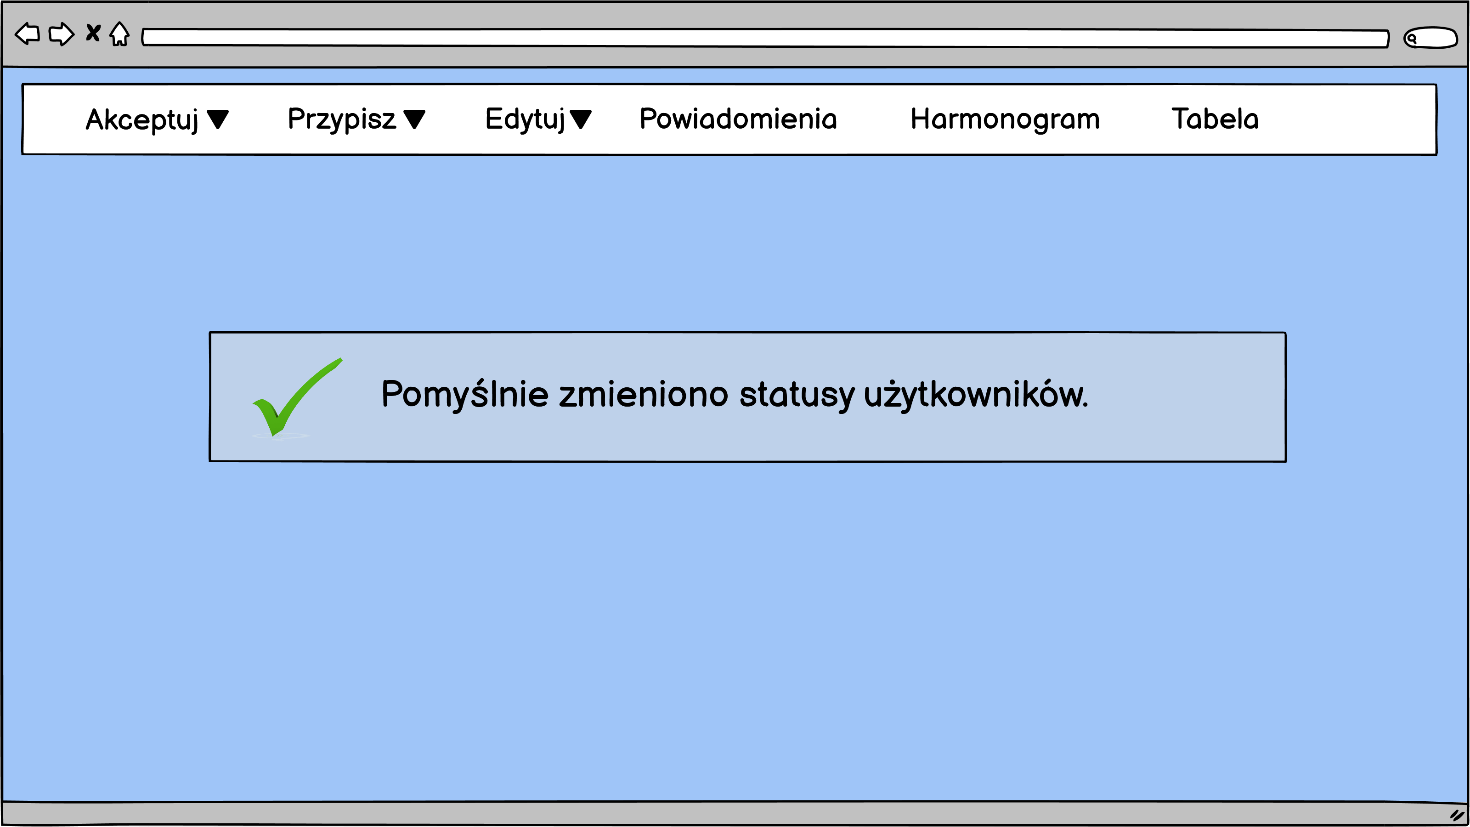 Akceptuj Przypisz Edytuj Powiadomienia Harmonogram Tabela
Pomyślnie zmieniono statusy użytkowników.